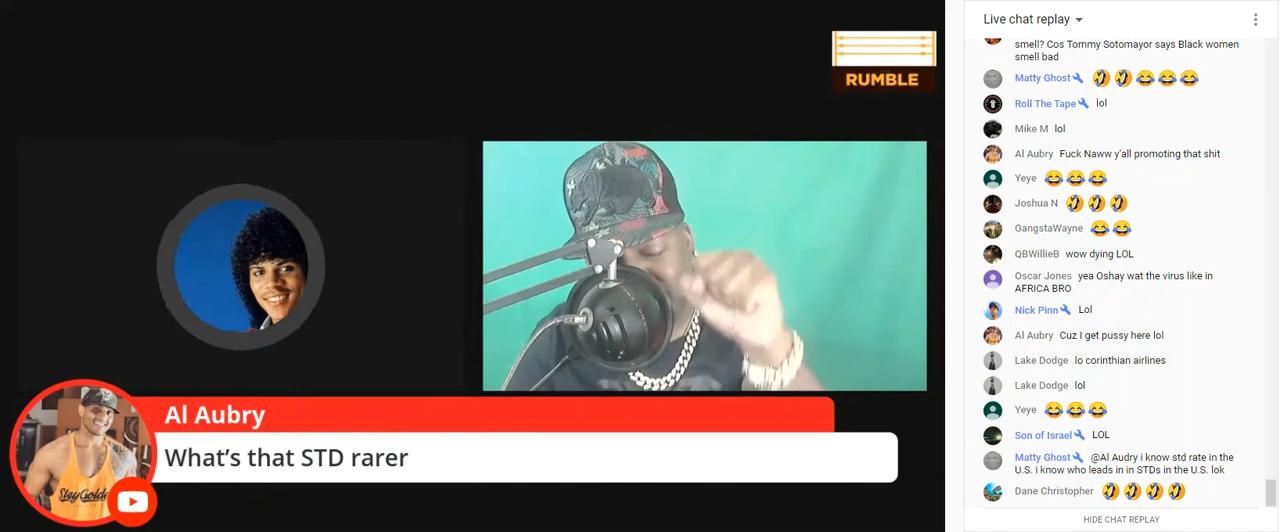 RUMBLE
Al Aubry
What's that STD rarer
StayGolden
Live chat replay
smell? Cos Tommy Sotomayor says Black women
smell bad
Matty Ghost 🤣🤣😂😂😂
Roll The Tape lol
Mike M lol
Al Aubry Fuck Naww y'all promoting that shit
Yeye 😂😂😂
Joshua N 🤣🤣🤣
GangstaWayne 😂😂
QBWillieB wow dying LOL
Oscar Jones yea Oshay wat the virus like in
AFRICA BRO
Nick Pinn Lol
Al Aubry Cuz I get pussy here lol
Lake Dodge lo corinthian airlines
Lake Dodge lol
Yeye 😂😂😂
Son of Israel LOL
Matty Ghost @Al Audry i know std rate in the
U.S. i know who leads in in STDs in the U.S. lok
Dane Christopher 🤣🤣🤣🤣
HIDE CHAT REPLAY